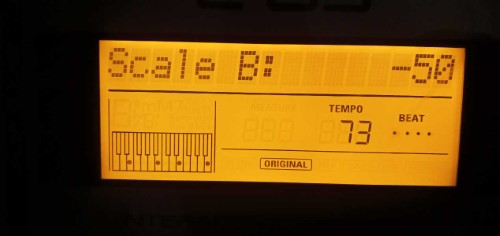 Scale B: -50
TEMPO
73
BEAT
ORIGINAL